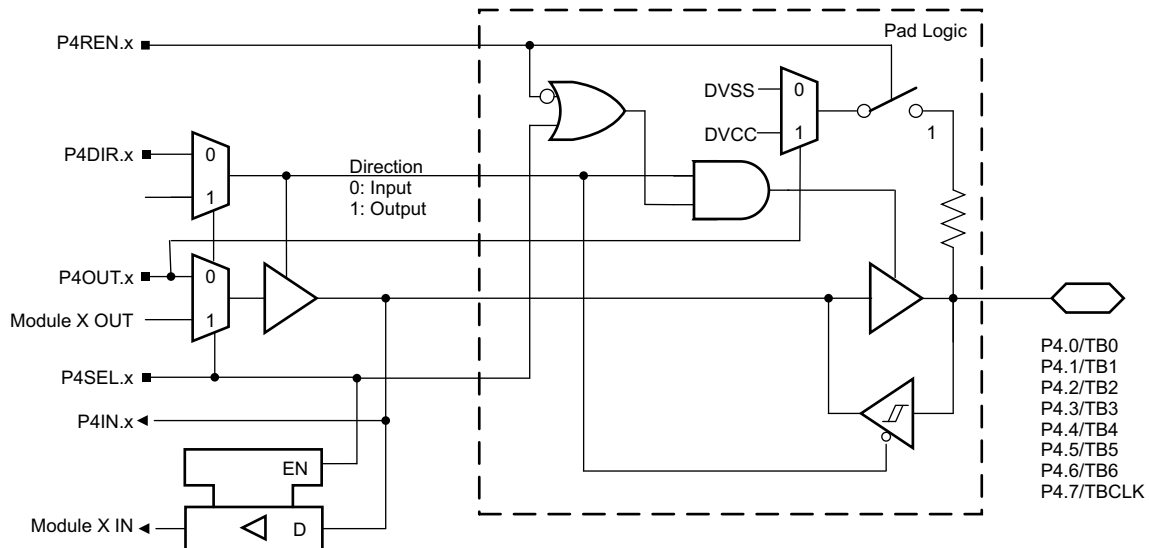 Pad Logic
P4REN.x
DVSS
0
DVCC
1
1
P4DIR.x
0
1
Direction
0: Input
1: Output
P4OUT.x
0
Module X OUT
1
P4SEL.x
P4IN.x
EN
Module X IN
D
P4.0/TB0
P4.1/TB1
P4.2/TB2
P4.3/TB3
P4.4/TB4
P4.5/TB5
P4.6/TB6
P4.7/TBCLK